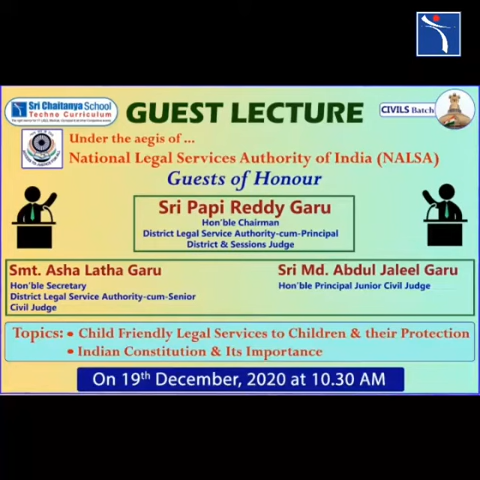 Sri Chaitanya School
Techno Curriculum
GUEST LECTURE
CIVILS Batch
Under the aegis of...
National Legal Services Authority of India (NALSA)
Guests of Honour
Sri Papi Reddy Garu
Hon'ble Chairman
District Legal Service Authority-cum-Principal
District & Sessions Judge
Smt. Asha Latha Garu
Hon'ble Secretary
District Legal Service Authority-cum-Senior
Civil Judge
Sri Md. Abdul Jaleel Garu
Hon'ble Principal Junior Civil Judge
Topics: • Child Friendly Legal Services to Children & their Protection
• Indian Constitution & Its Importance
On 19th December, 2020 at 10.30 AM